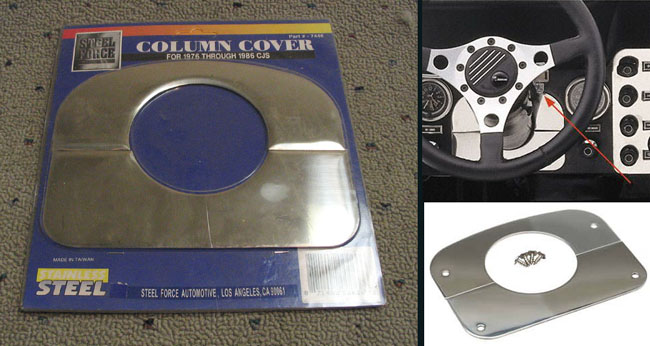 STEEL
FORCE
Part # - 7448
COLUMN COVER
FOR 1976 THROUGH 1986 CJS
MADE IN TAIWAN
STAINLESS
STEEL
STEEL FORCE AUTOMOTIVE, LOS ANGELES, CA 90061